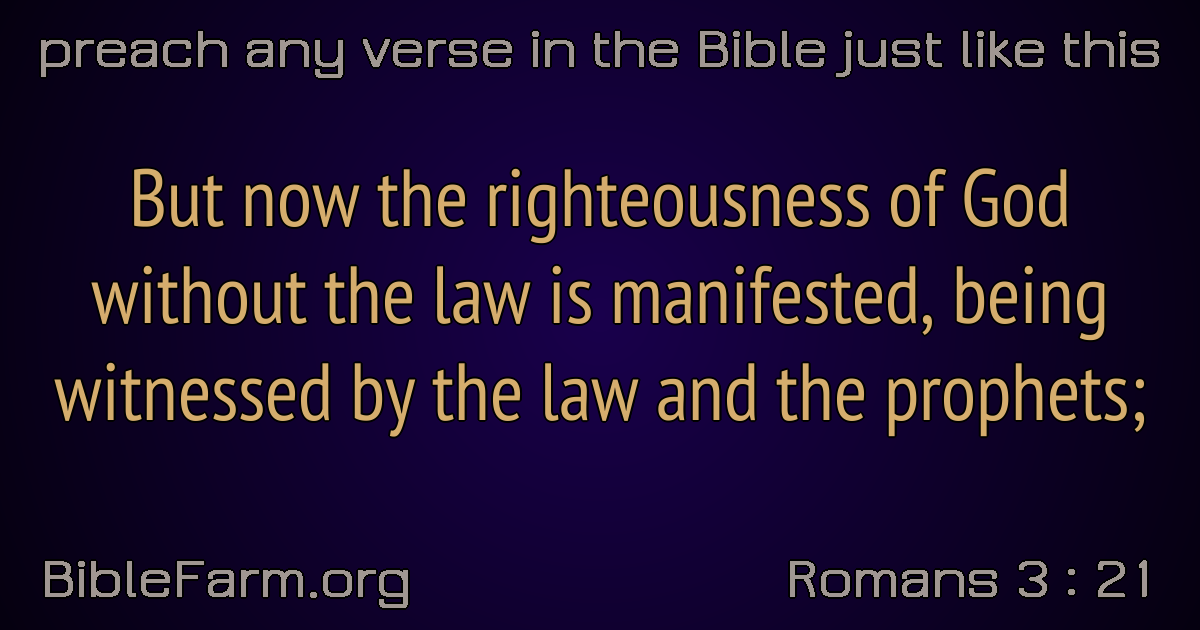 preach any verse in the Bible just like this
But now the righteousness of God
without the law is manifested, being
witnessed by the law and the prophets;
BibleFarm.org
Romans 3 : 21